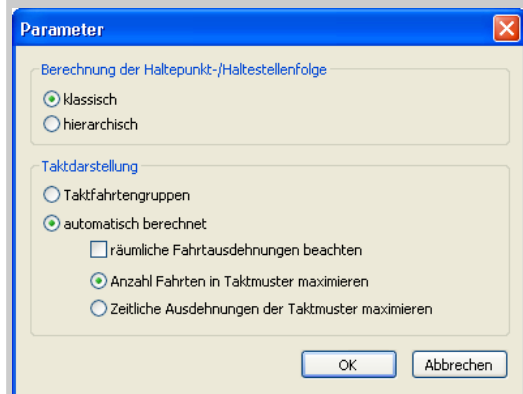 Parameter
Berechnung der Haltepunkt-/Haltestellenfolge
klassisch
hierarchisch
Taktdarstellung
Taktfahrtengruppen
automatisch berechnet
räumliche Fahrtausdehnungen beachten
Anzahl Fahrten in Taktmuster maximieren
Zeitliche Ausdehnungen der Taktmuster maximieren
OK Abbrechen